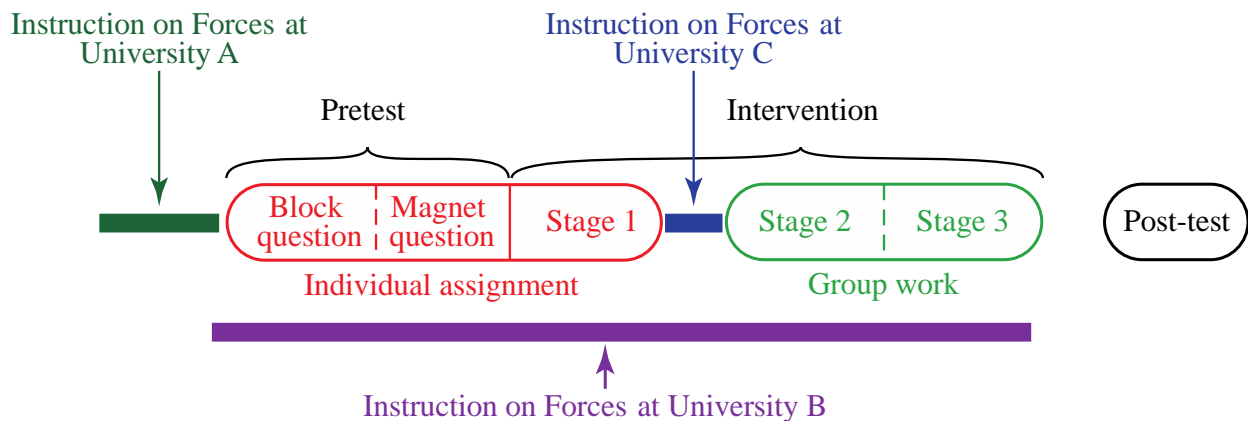 Instruction on Forces at
University A
Instruction on Forces at
University C
Pretest
Intervention
Block
question
Magnet
question
Stage 1
Stage 2
Stage 3
Post-test
Individual assignment
Group work
Instruction on Forces at University B